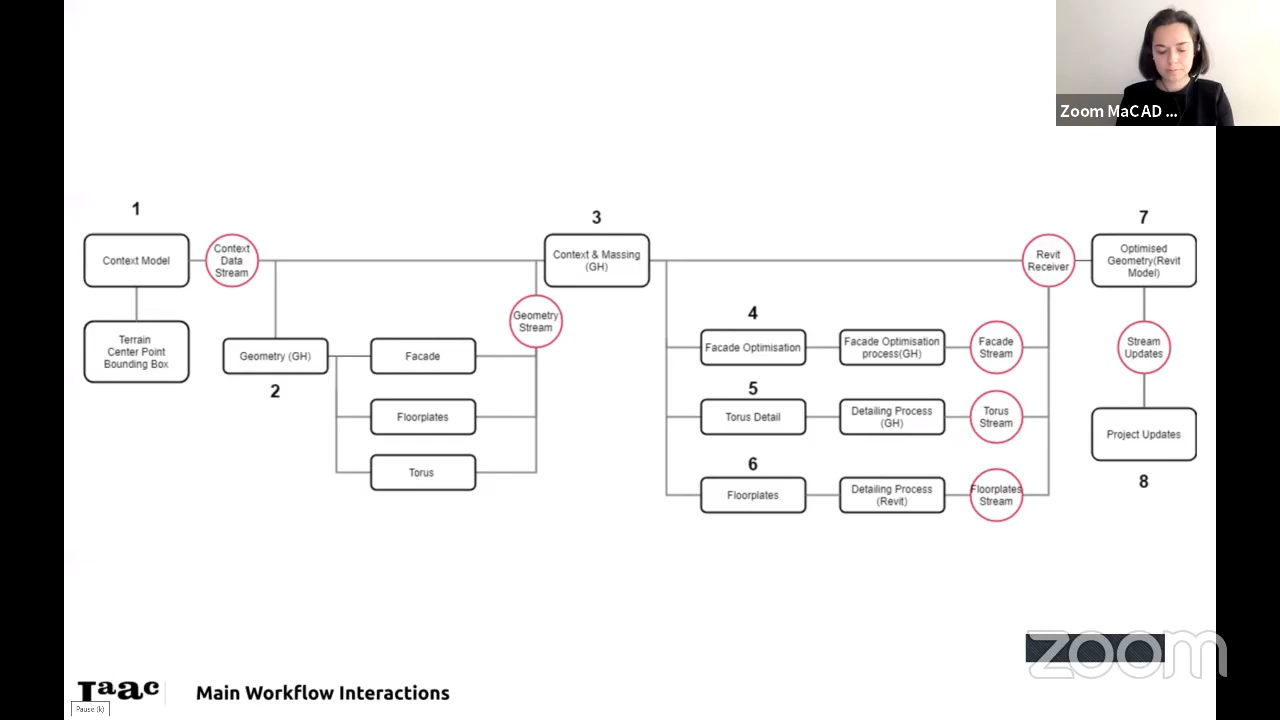 Zoom MaCAD ...
1
3
7
Context Model
Context
Data
Stream
Context & Massing
(GH)
Revit
Receiver
Optimised
Geometry(Revit
Model)
Terrain
Center Point
Bounding Box
Geometry
Stream
4
Facade Optimisation
Facade Optimisation
process(GH)
Facade
Stream
Stream
Updates
Geometry (GH)
Facade
2
5
Floorplates
Torus Detail
Detailing Process
(GH)
Torus
Stream
Project Updates
6
Torus
Floorplates
Detailing Process
(Revit)
Floorplates
Stream
8
zoom
Iaac
Main Workflow Interactions
Pause (k)